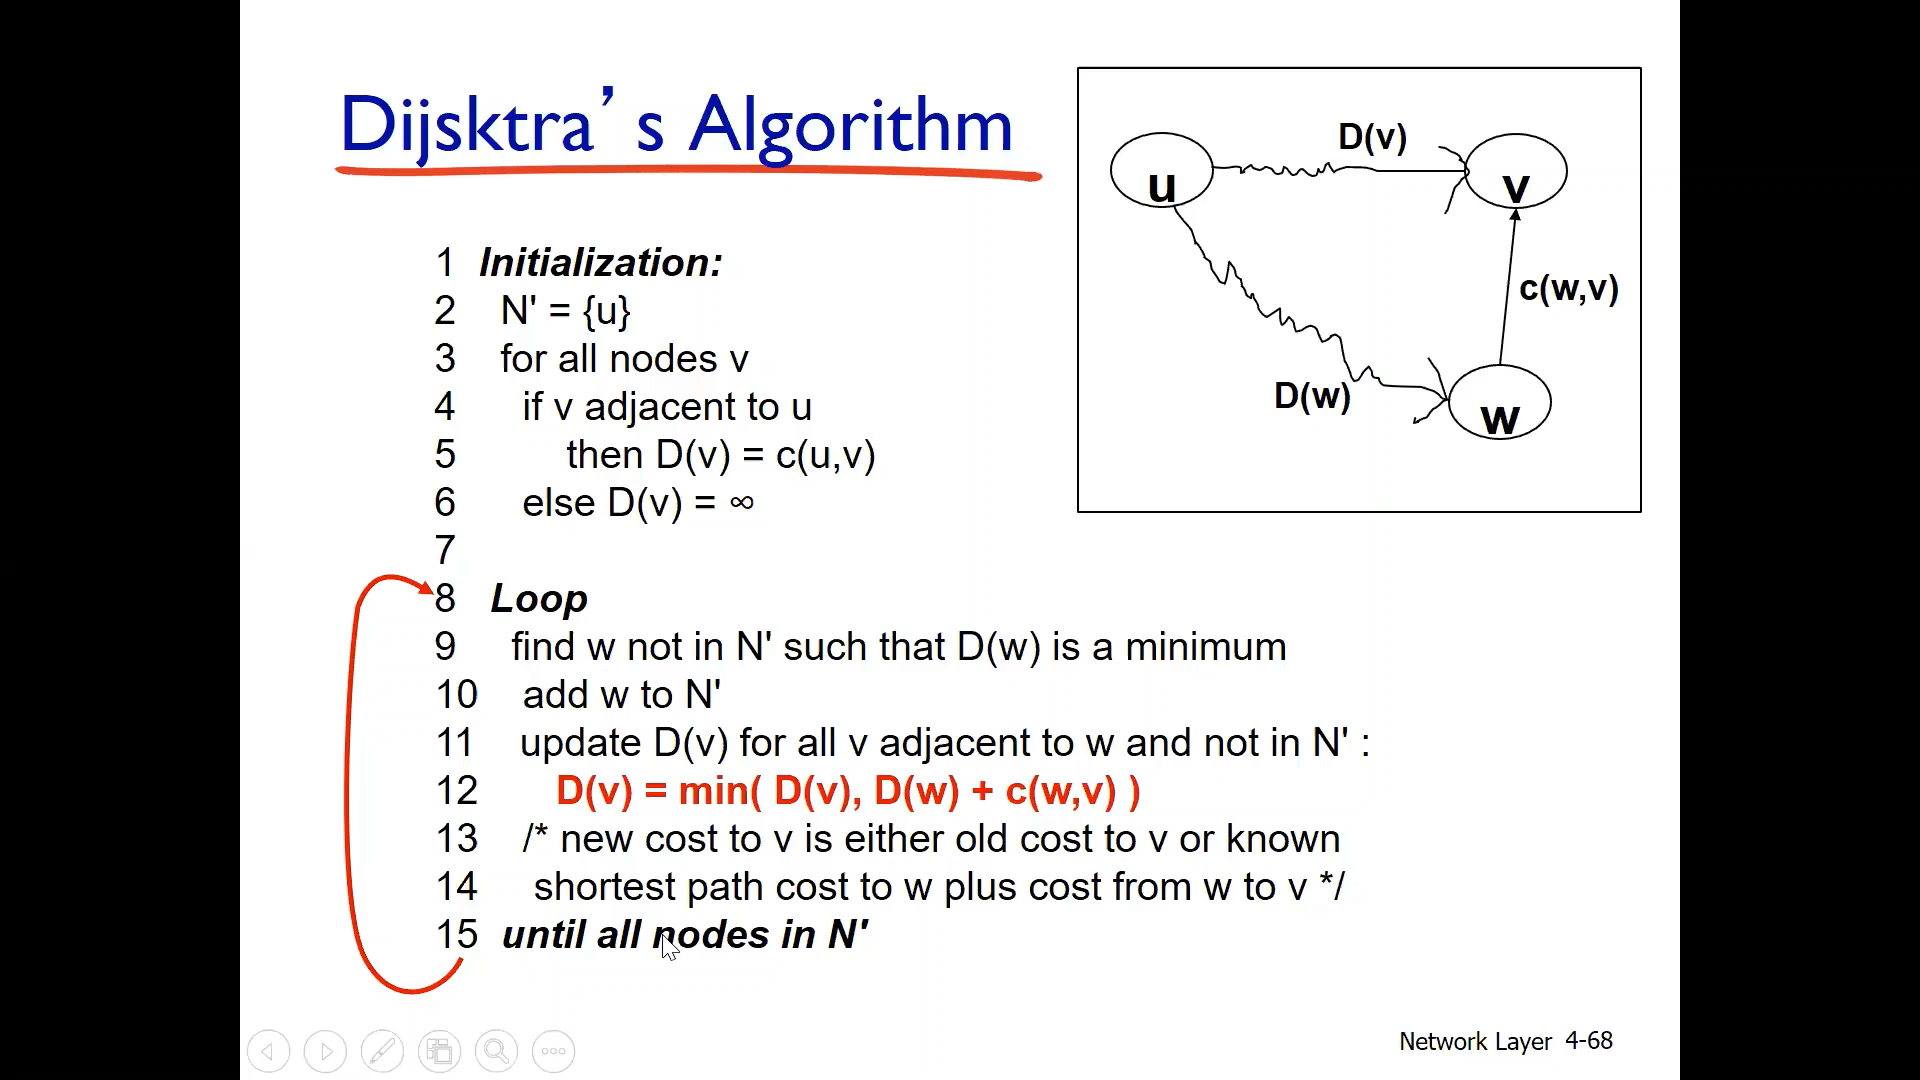 Dijsktra’s Algorithm
1 Initialization:
2 N' = {u}
3 for all nodes v
4 if v adjacent to u
5 then D(v) = c(u,v)
6 else D(v) = ∞
7
8 Loop
9 find w not in N' such that D(w) is a minimum
10 add w to N'
11 update D(v) for all v adjacent to w and not in N' :
12 D(v) = min( D(v), D(w) + c(w,v) )
13 /* new cost to v is either old cost to v or known
14 shortest path cost to w plus cost from w to v */
15 until all nodes in N'
D(v)
u
v
c(w,v)
D(w)
w
Network Layer 4-68